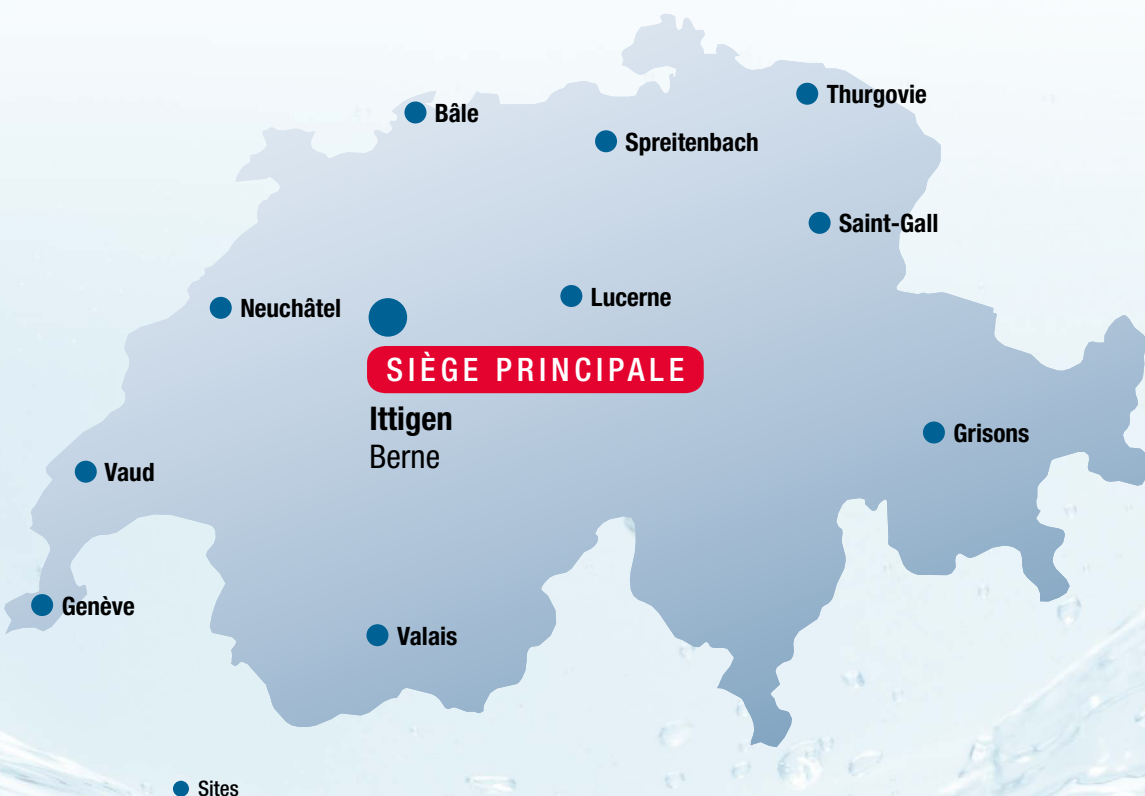 Thurgovie
Bâle
Spreitenbach
Saint-Gall
Lucerne
Neuchâtel
SIÈGE PRINCIPALE
Ittigen
Berne
Grisons
Vaud
Genève
Valais
Sites